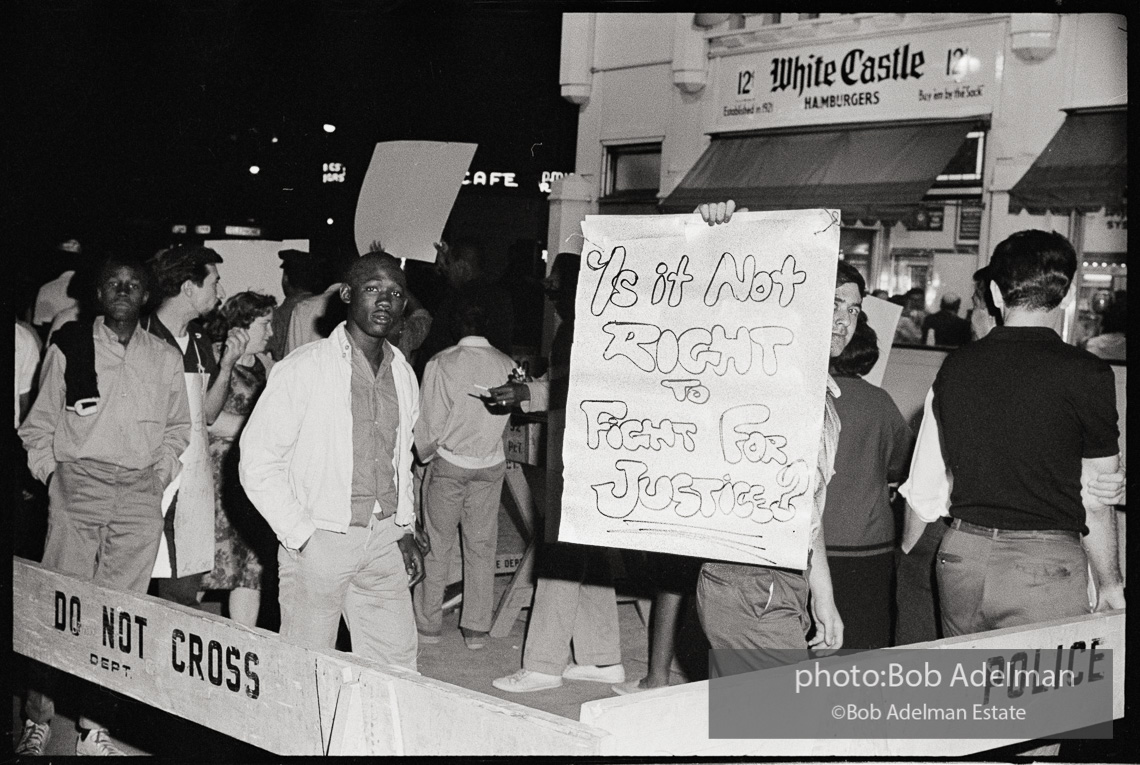 12¢ White Castle 12¢
Established in 1921 HAMBURGERS Buy 'em by the "Sack"
CAFE
Is it Not
RIGHT
TO
FIGHT FOR
JUSTICE?
DO NOT CROSS
DEPT.
POLICE
E DEPT.
photo:Bob Adelman
©Bob Adelman Estate